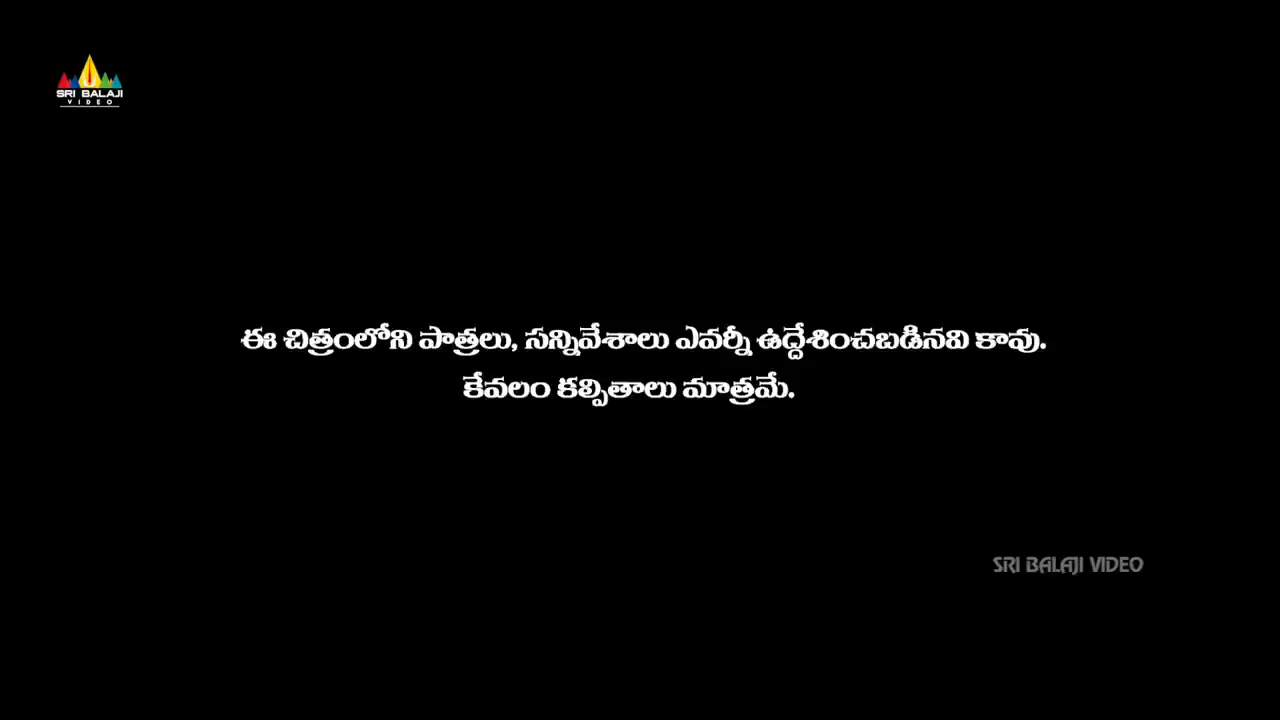 SRI BALAJI
VIDEO
ఈ చిత్రంలోని పాత్రలు, సన్నివేశాలు ఎవర్నీ ఉద్దేశించబడినవి కావు.
కేవలం కల్పితాలు మాత్రమే.
SRI BALAJI VIDEO